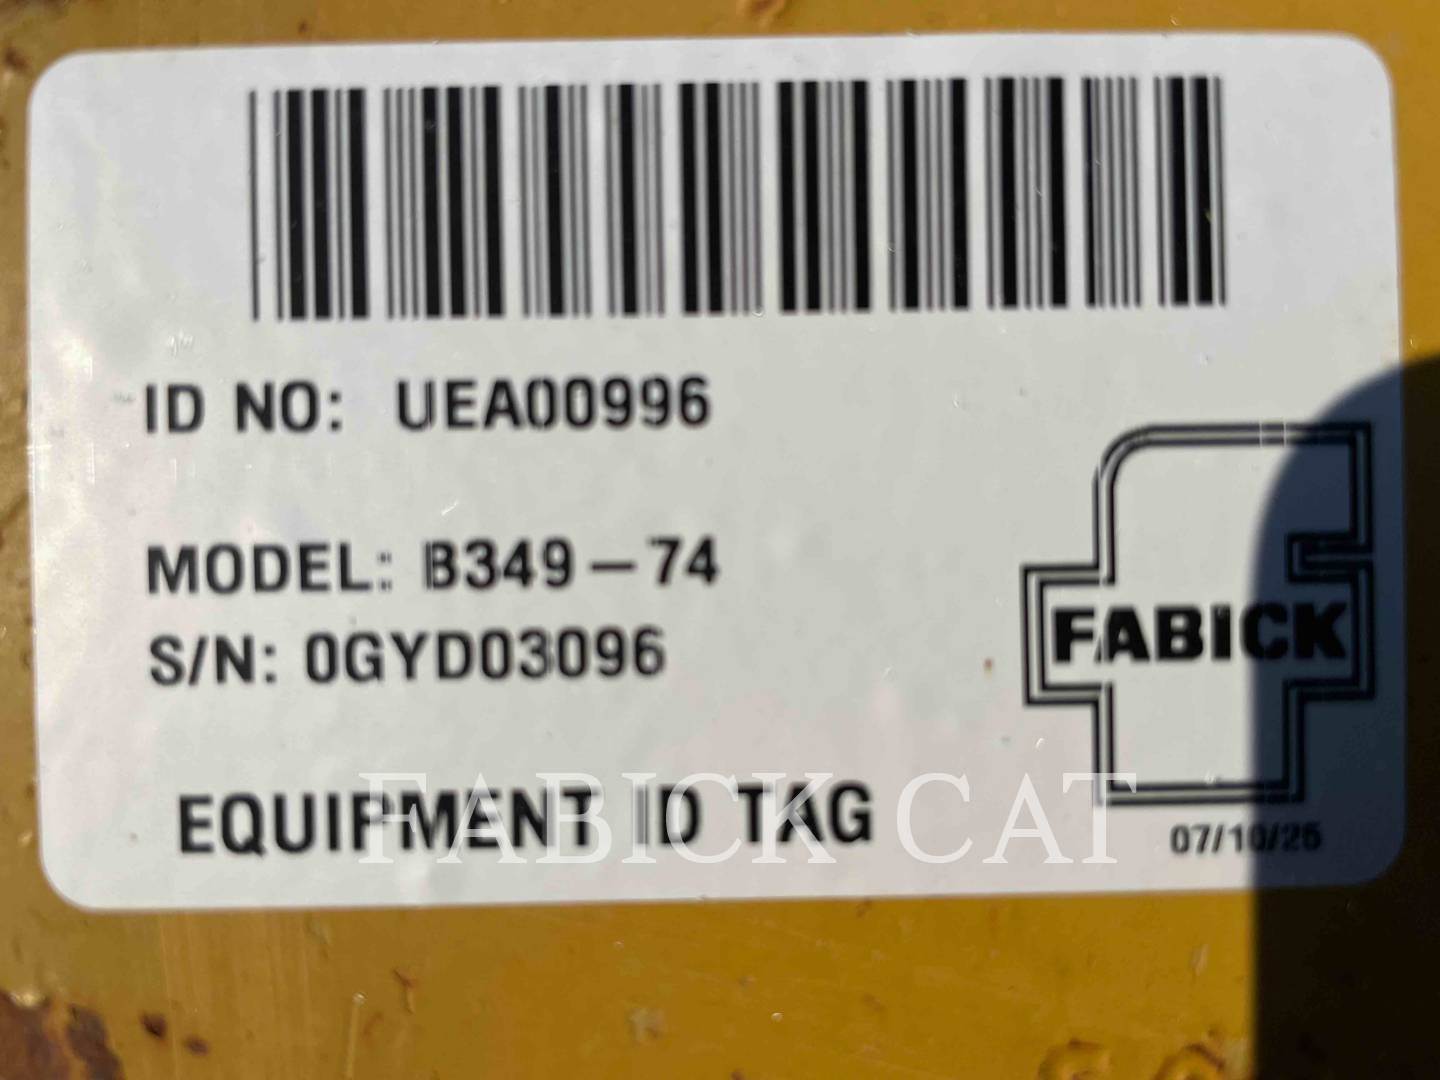 ID NO: UEA00996
MODEL: B349-74
S/N: 0GYD03096
FABICK
EQUIPMENT ID TAG
FABICK CAT
07/10/25